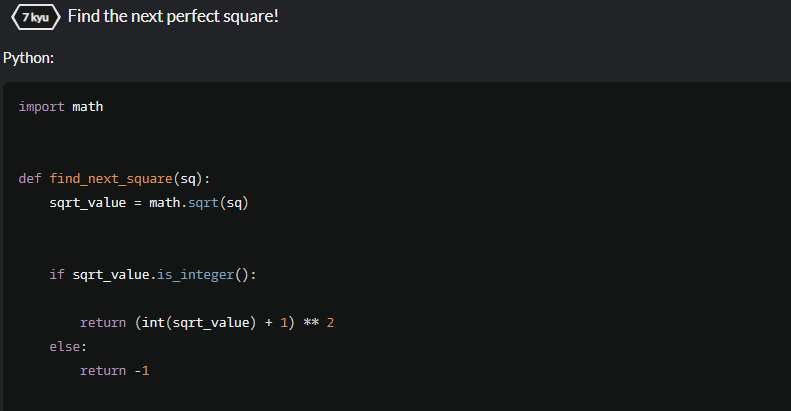 7 kyu Find the next perfect square!
Python:
import math
def find_next_square(sq):
    sqrt_value = math.sqrt(sq)
    if sqrt_value.is_integer():
        return (int(sqrt_value) + 1) ** 2
    else:
        return -1